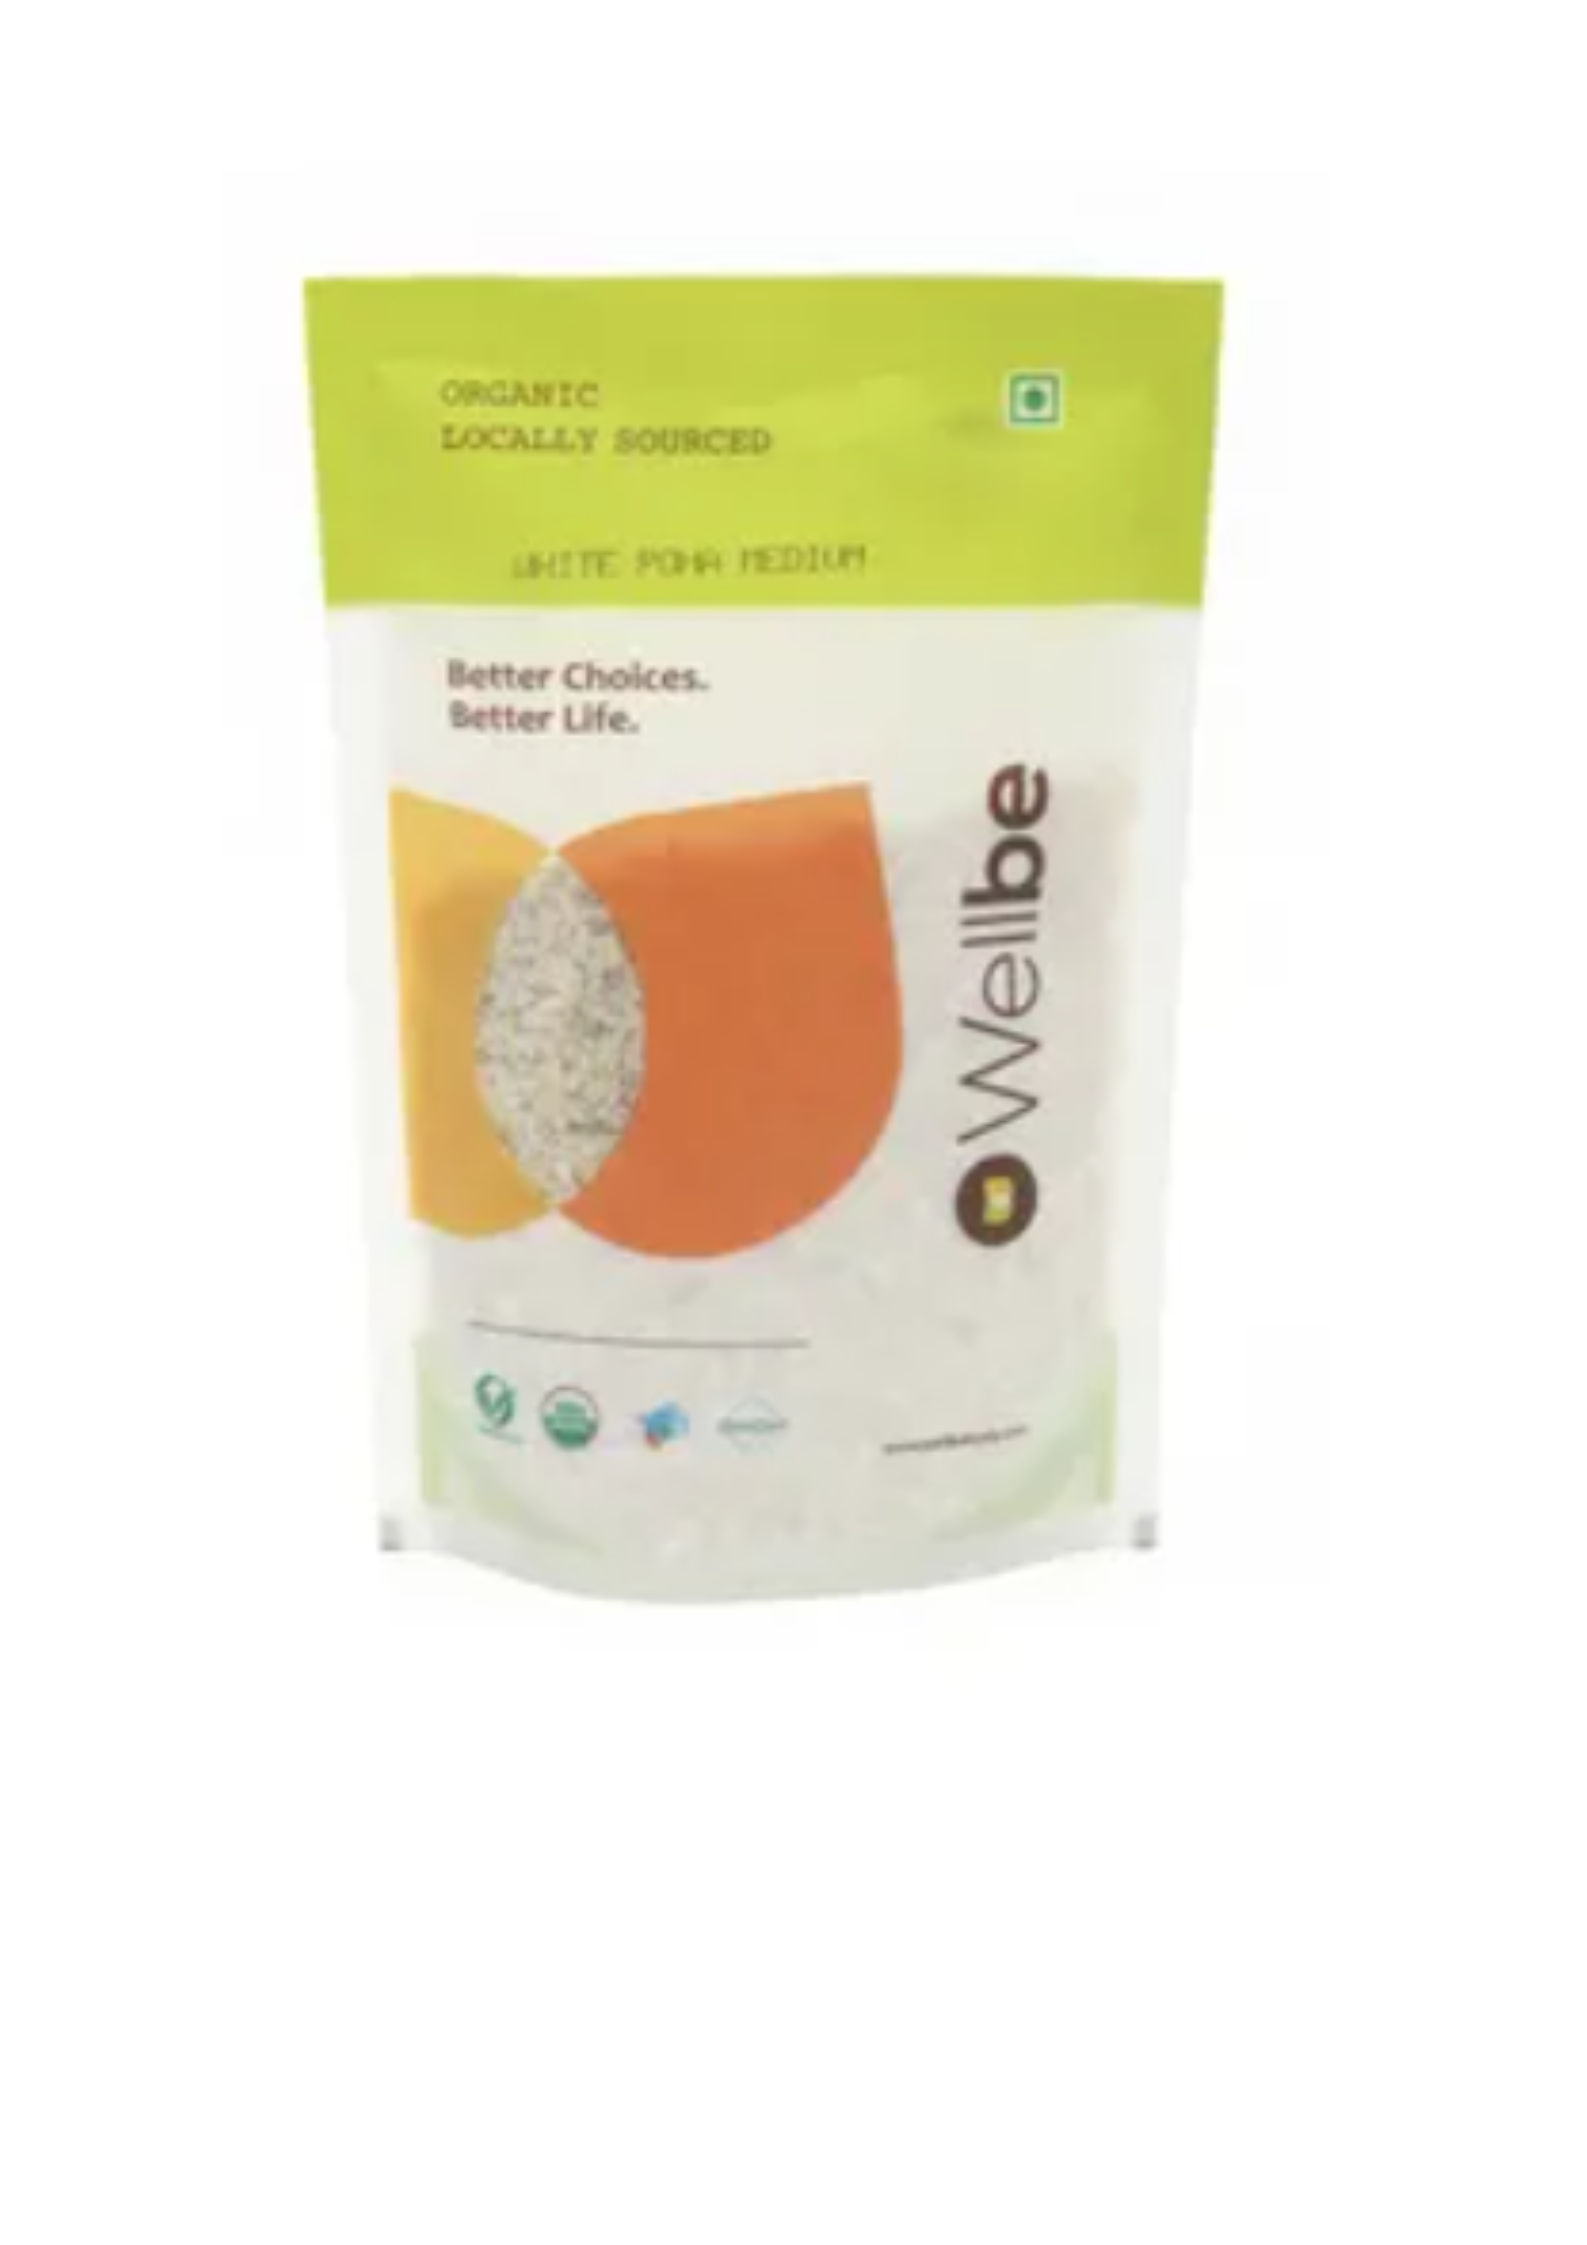 ORGANIC
LOCALLY SOURCED
WHITE POHA MEDIUM
Better Choices.
Better Life.
Wellbe